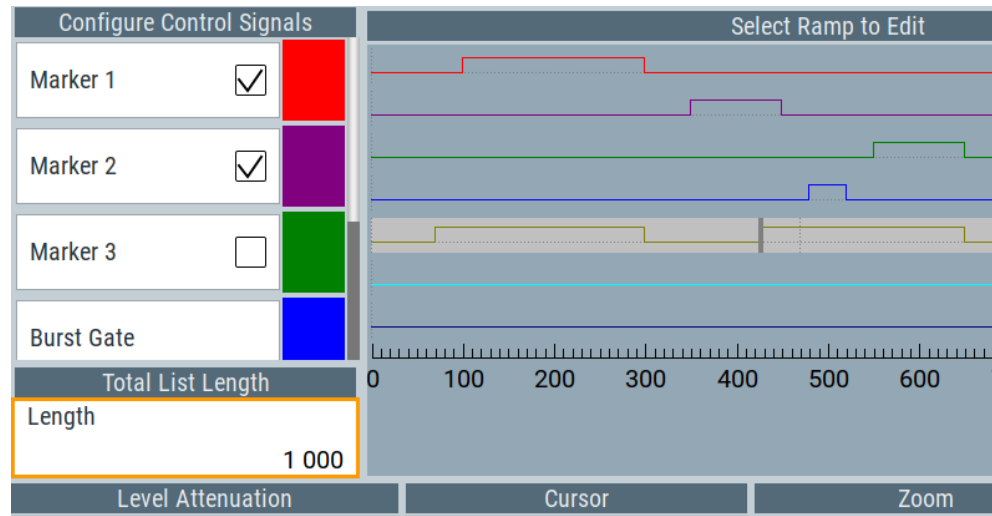 Configure Control Signals
Select Ramp to Edit
Marker 1
Marker 2
Marker 3
Burst Gate
0 100 200 300 400 500 600
Total List Length
Length
1 000
Level Attenuation
Cursor
Zoom